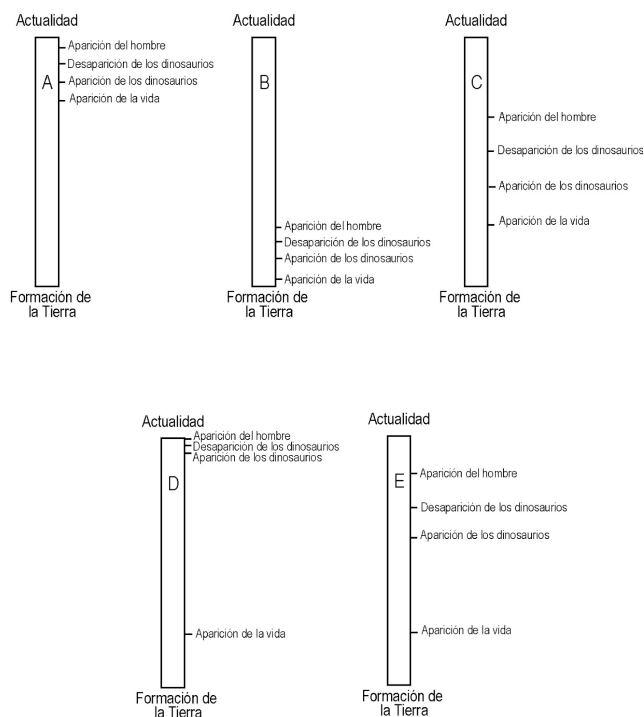 Actualidad
A
Aparición del hombre
Desaparición de los dinosaurios
Aparición de los dinosaurios
Aparición de la vida
Formación de
la Tierra
Actualidad
B
Aparición del hombre
Desaparición de los dinosaurios
Aparición de los dinosaurios
Aparición de la vida
Formación de
la Tierra
Actualidad
C
Aparición del hombre
Desaparición de los dinosaurios
Aparición de los dinosaurios
Aparición de la vida
Formación de
la Tierra
Actualidad
Aparición del hombre
Desaparición de los dinosaurios
Aparición de los dinosaurios
D
Aparición de la vida
Formación de
la Tierra
Actualidad
Aparición del hombre
E
Desaparición de los dinosaurios
Aparición de los dinosaurios
Aparición de la vida
Formación de
la Tierra